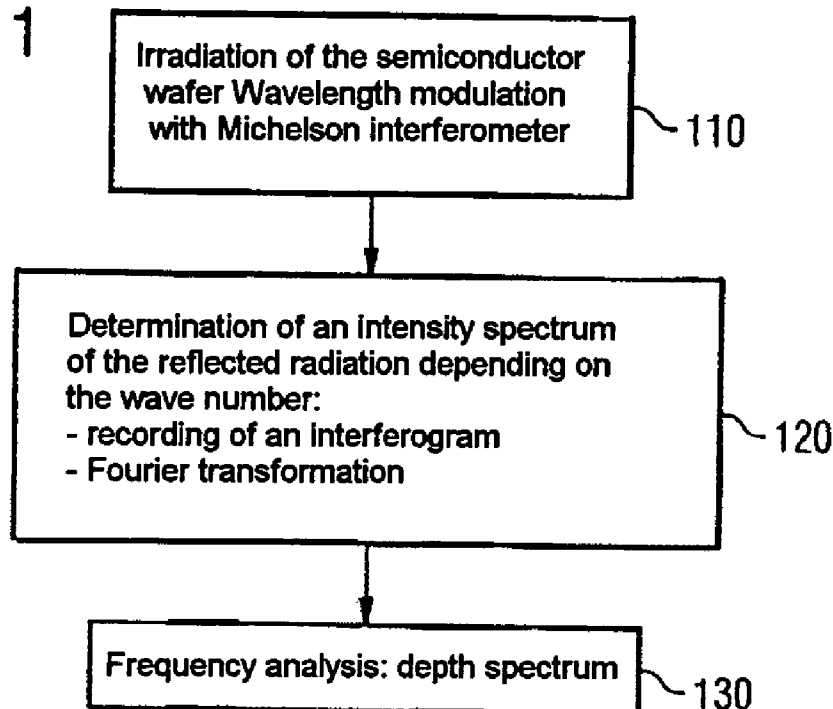 1
Irradiation of the semiconductor
wafer Wavelength modulation
with Michelson interferometer
110
Determination of an intensity spectrum
of the reflected radiation depending on
the wave number:
- recording of an interferogram
- Fourier transformation
120
Frequency analysis: depth spectrum
130